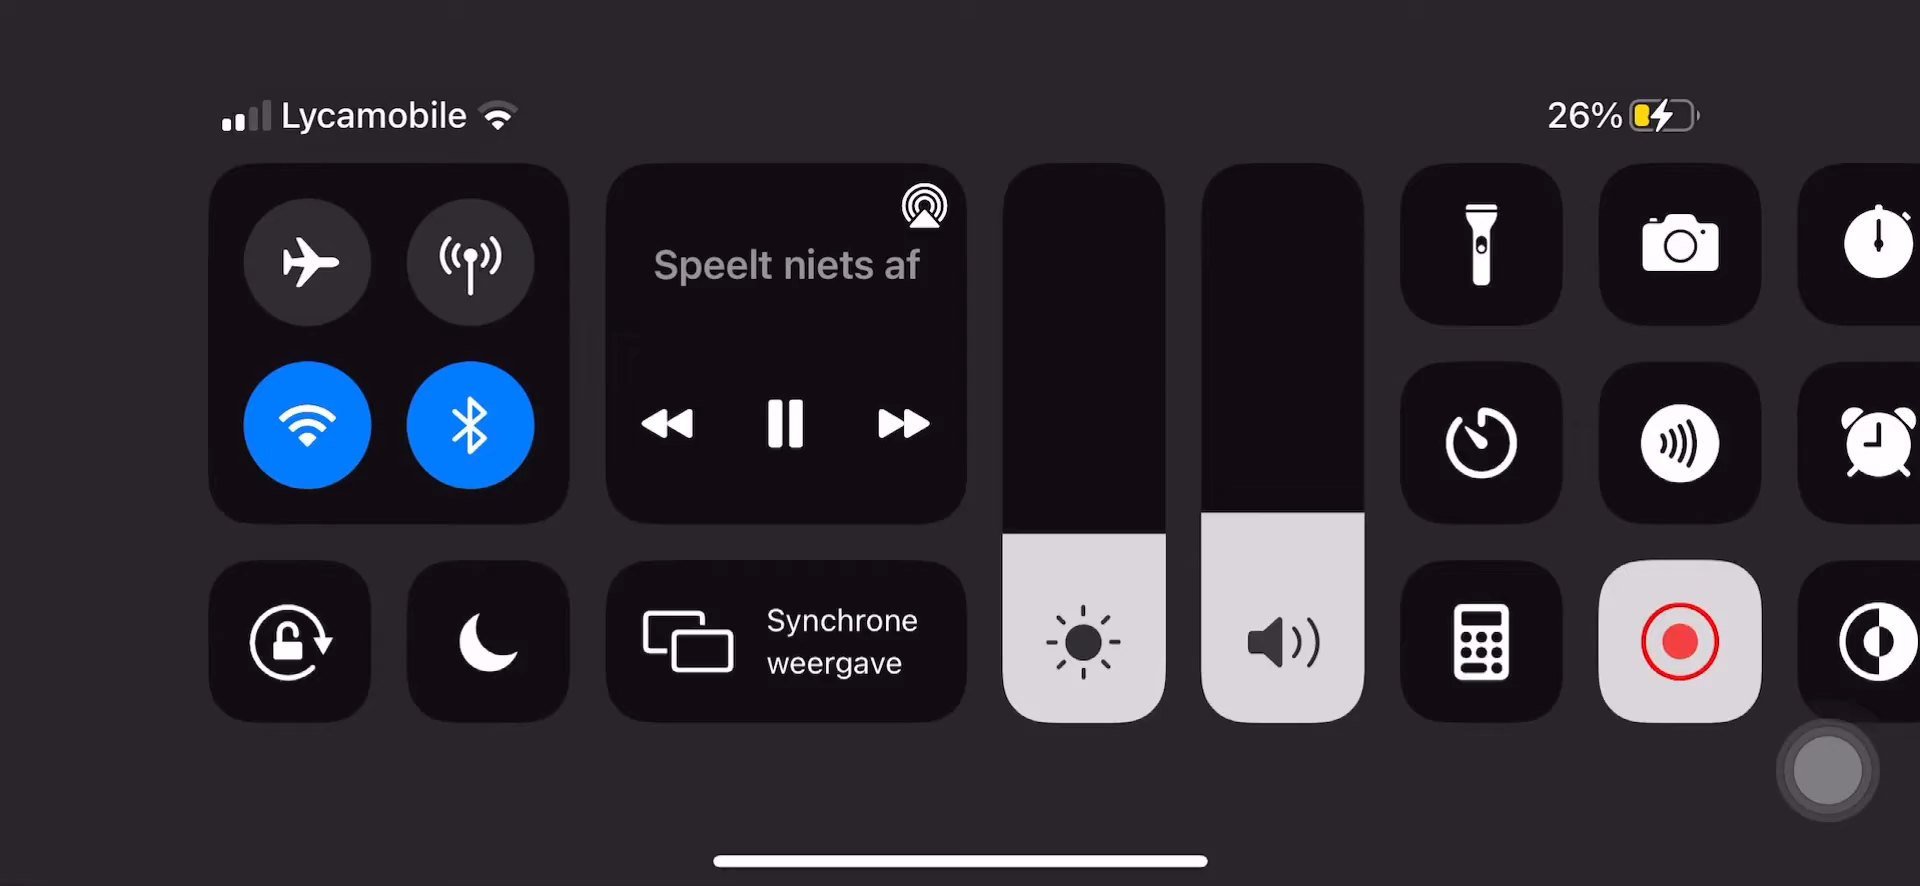 Lycamobile
26%
Speelt niets af
Synchrone
weergave